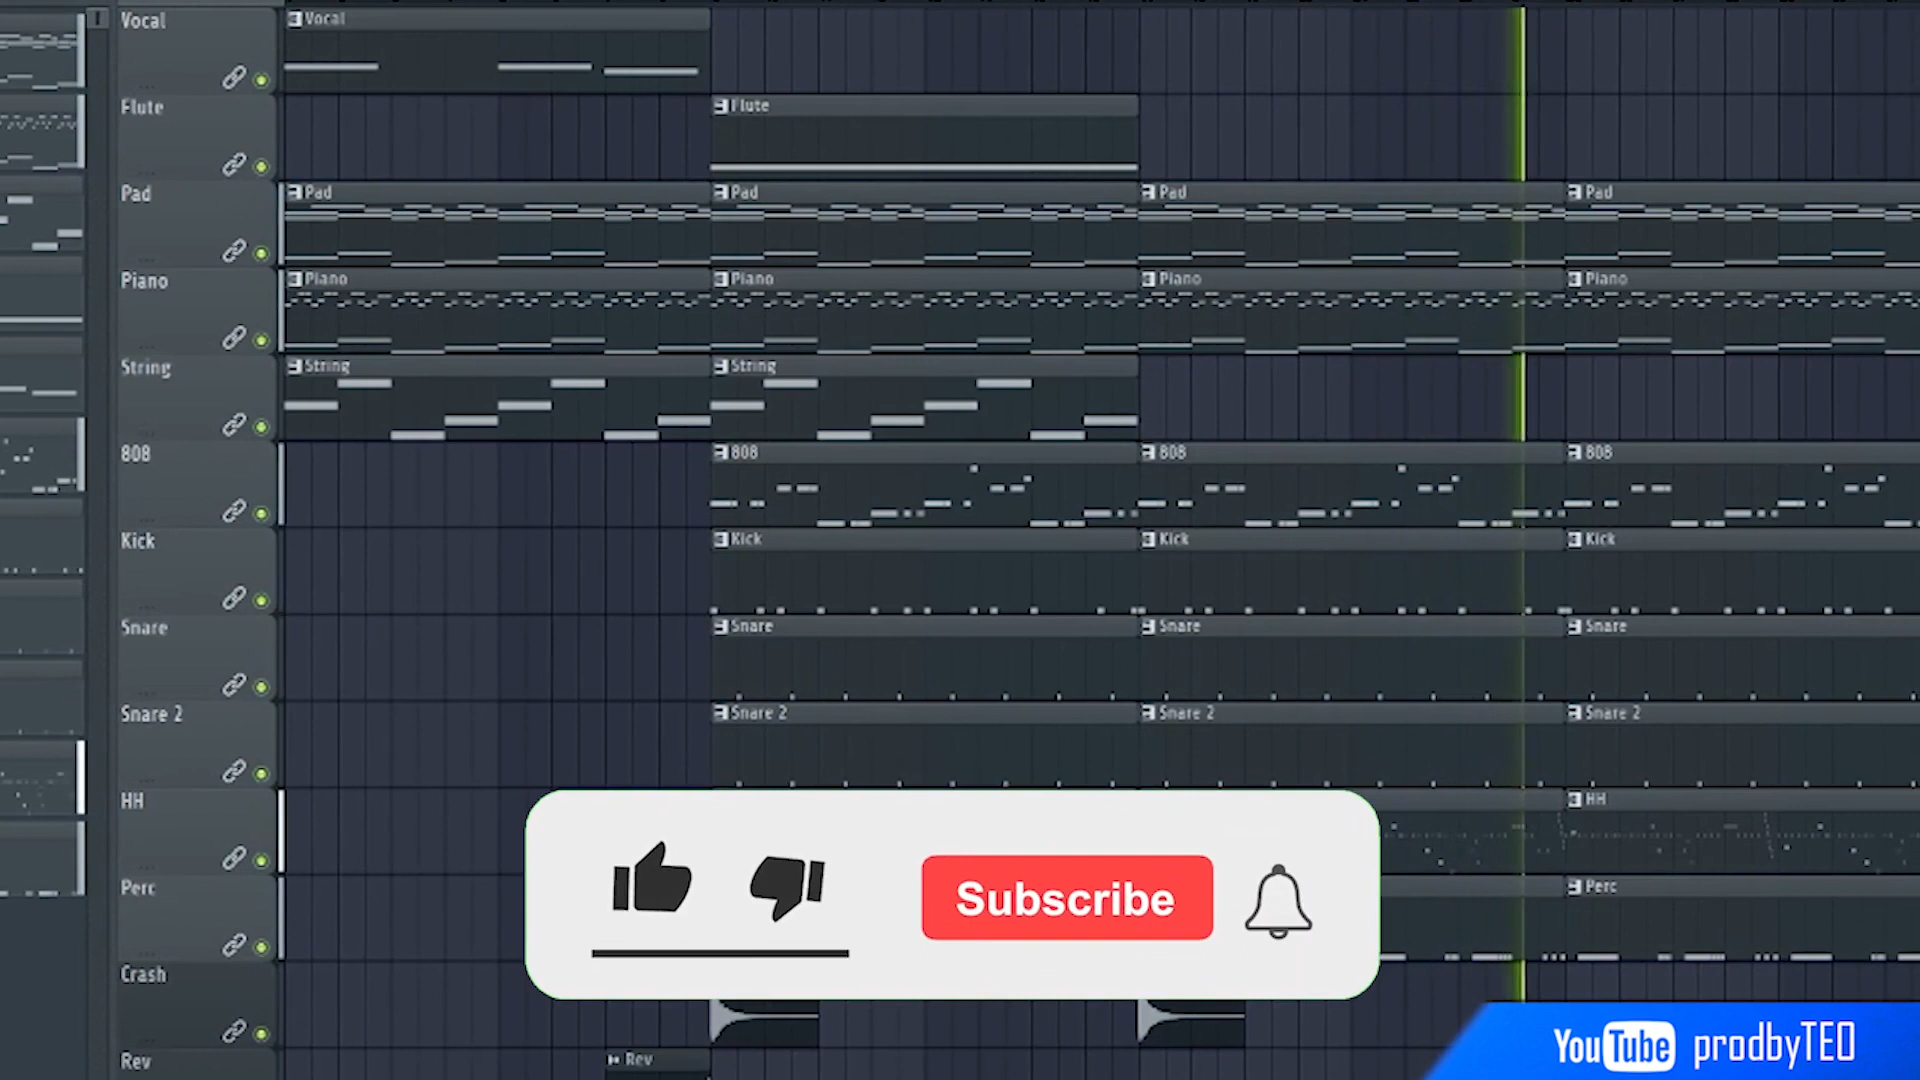 Vocal
Vocal
Flute
Flute
Pad
Pad
Pad
Pad
Pad
Piano
Piano
Piano
Piano
Piano
String
String
String
808
808
808
808
Kick
Kick
Kick
Kick
Snare
Snare
Snare
Snare
Snare 2
Snare 2
Snare 2
Snare 2
HH
HH
Perc
Perc
Subscribe
Crash
Rev
Rev
YouTube prodbyTEO